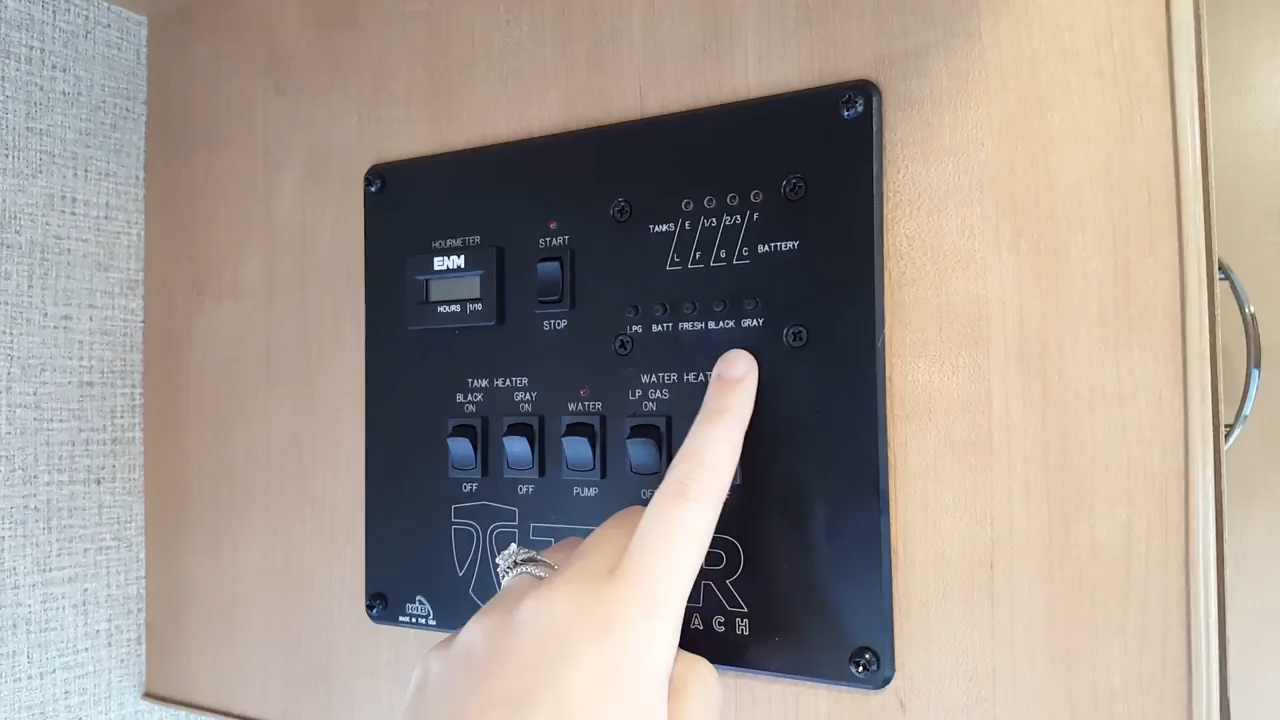 HOURMETER
ENM
HOURS 1/10
START
STOP
TANKS E 1/3 2/3 F
L F G C BATTERY
LPG BATT FRESH BLACK GRAY
TANK HEATER
BLACK ON
GRAY ON
OFF
OFF
WATER
PUMP
WATER HEAT
LP GAS
ON
KIB
MADE IN THE USA
R
ACH